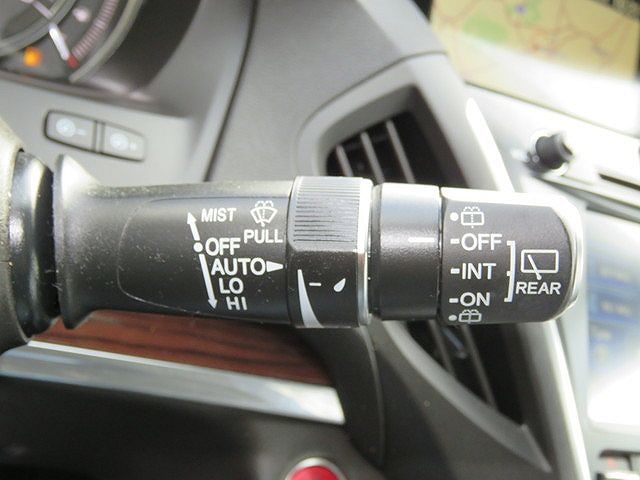 MIST
PULL
OFF
AUTO
LO
HI
OFF
INT
ON
REAR